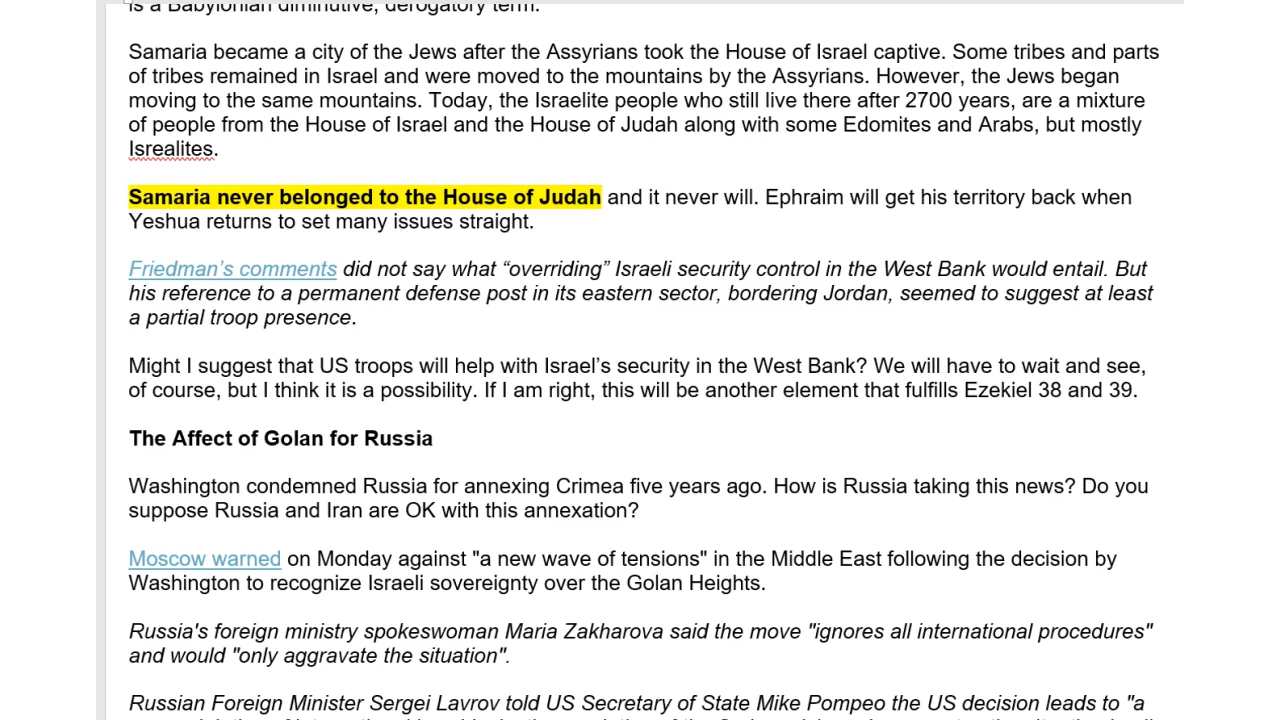 is a Babylonian diminutive, derogatory term.
Samaria became a city of the Jews after the Assyrians took the House of Israel captive. Some tribes and parts
of tribes remained in Israel and were moved to the mountains by the Assyrians. However, the Jews began
moving to the same mountains. Today, the Israelite people who still live there after 2700 years, are a mixture
of people from the House of Israel and the House of Judah along with some Edomites and Arabs, but mostly
Isrealites.
Samaria never belonged to the House of Judah and it never will. Ephraim will get his territory back when
Yeshua returns to set many issues straight.
Friedman’s comments did not say what “overriding” Israeli security control in the West Bank would entail. But
his reference to a permanent defense post in its eastern sector, bordering Jordan, seemed to suggest at least
a partial troop presence.
Might I suggest that US troops will help with Israel’s security in the West Bank? We will have to wait and see,
of course, but I think it is a possibility. If I am right, this will be another element that fulfills Ezekiel 38 and 39.
The Affect of Golan for Russia
Washington condemned Russia for annexing Crimea five years ago. How is Russia taking this news? Do you
suppose Russia and Iran are OK with this annexation?
Moscow warned on Monday against "a new wave of tensions" in the Middle East following the decision by
Washington to recognize Israeli sovereignty over the Golan Heights.
Russia's foreign ministry spokeswoman Maria Zakharova said the move "ignores all international procedures"
and would "only aggravate the situation".
Russian Foreign Minister Sergei Lavrov told US Secretary of State Mike Pompeo the US decision leads to "a